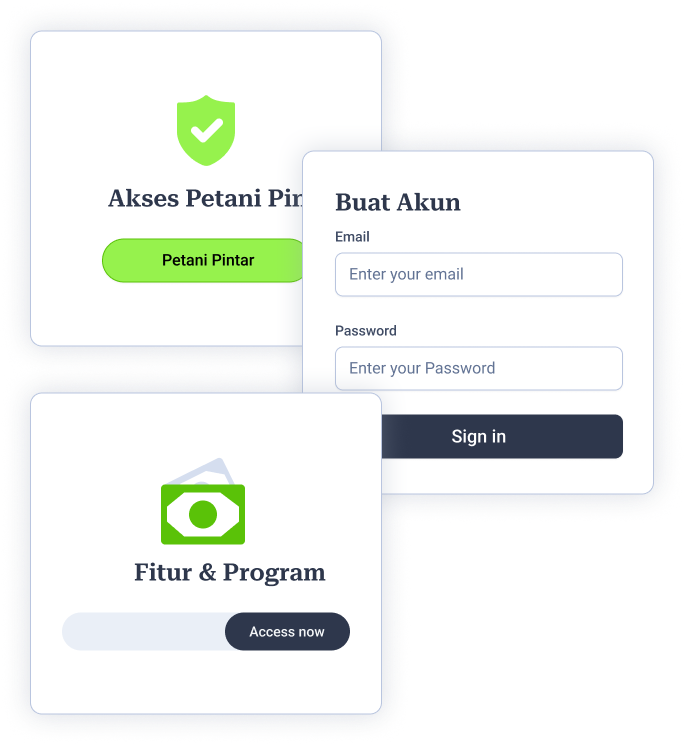 Akses Petani Pin
Petani Pintar
Buat Akun
Email
Enter your email
Password
Enter your Password
Sign in
Fitur & Program
Access now